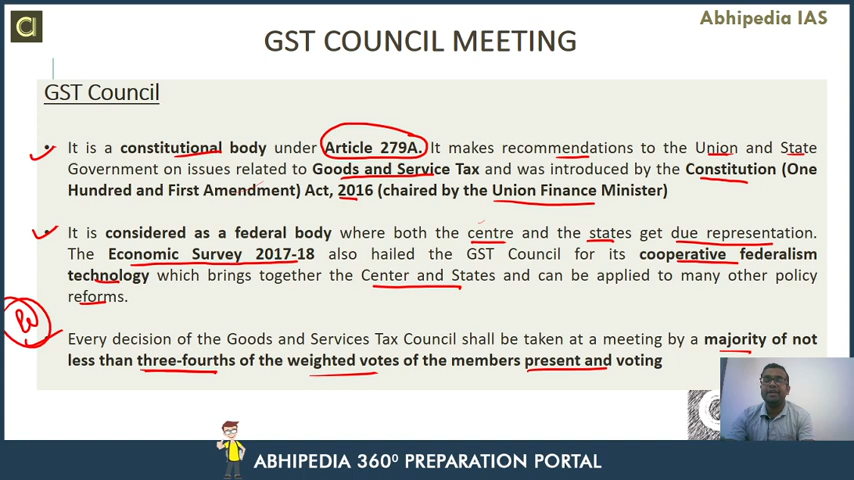 Abhipedia IAS
GST COUNCIL MEETING
GST Council
• It is a constitutional body under Article 279A. It makes recommendations to the Union and State
Government on issues related to Goods and Service Tax and was introduced by the Constitution (One
Hundred and First Amendment) Act, 2016 (chaired by the Union Finance Minister)
• It is considered as a federal body where both the centre and the states get due representation.
The Economic Survey 2017-18 also hailed the GST Council for its cooperative federalism
technology which brings together the Center and States and can be applied to many other policy
reforms.
Every decision of the Goods and Services Tax Council shall be taken at a meeting by a majority of not
less than three-fourths of the weighted votes of the members present and voting
ABHIPEDIA 360⁰ PREPARATION PORTAL